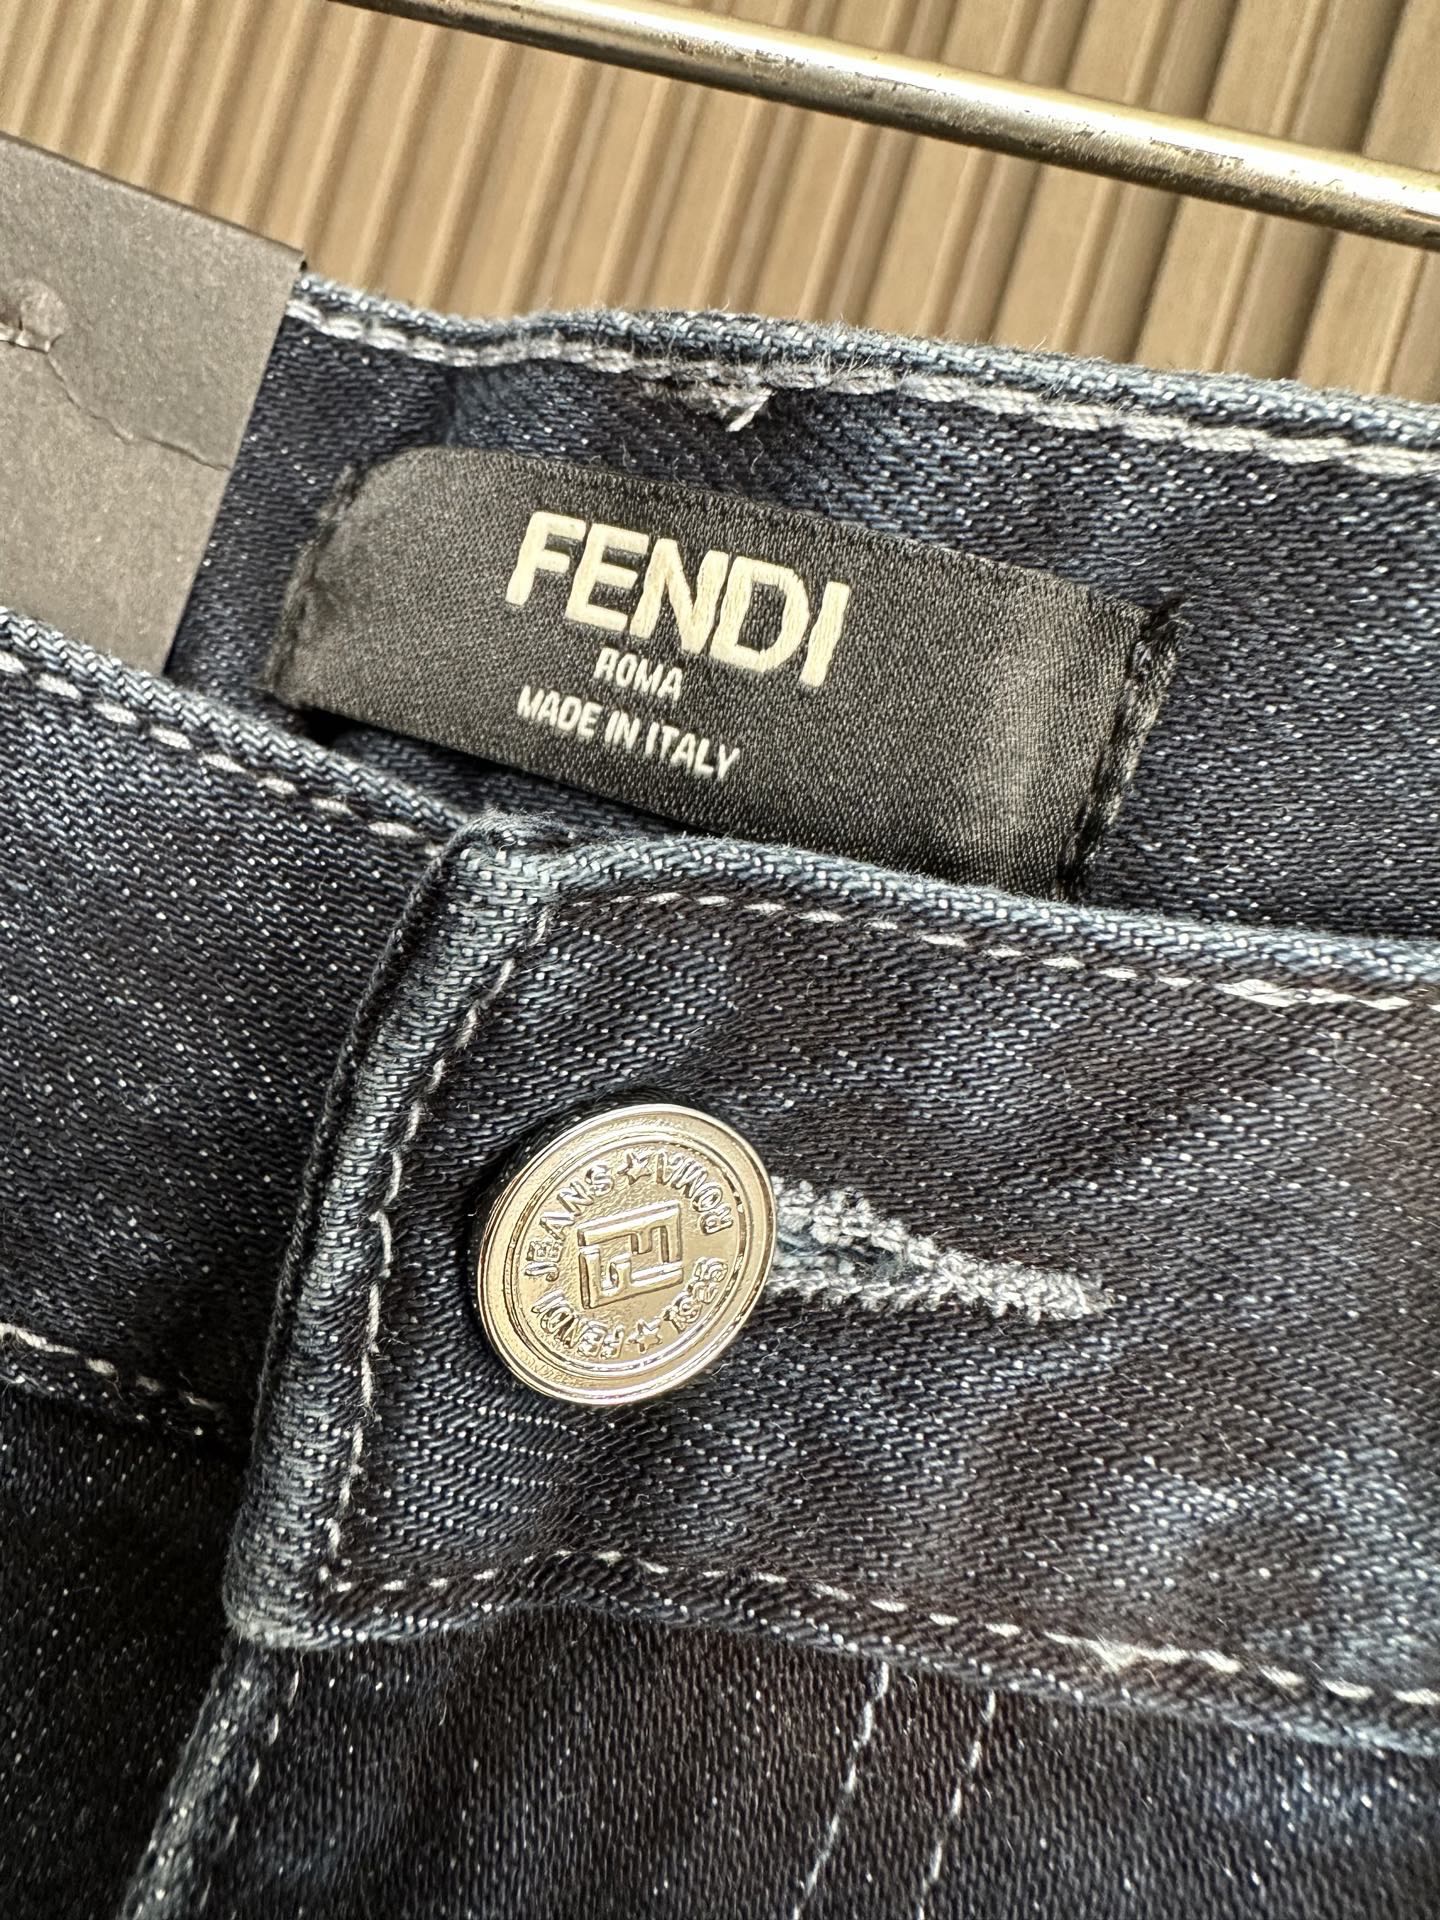 FENDI
ROMA
MADE IN ITALY
FENDI JEANS ★ ROMA 1925 ★